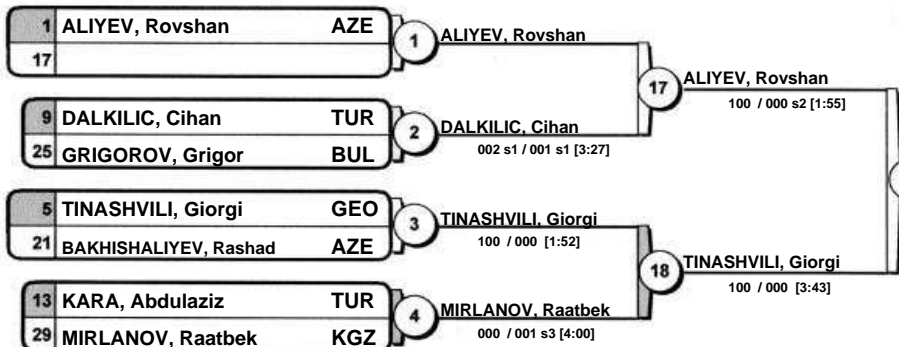 1 ALIYEV, Rovshan AZE
17
1
ALIYEV, Rovshan
9 DALKILIC, Cihan TUR
25 GRIGOROV, Grigor BUL
2
DALKILIC, Cihan
002 s1 / 001 s1 [3:27]
17
ALIYEV, Rovshan
100 / 000 s2 [1:55]
5 TINASHVILI, Giorgi GEO
21 BAKHISHALIYEV, Rashad AZE
3
TINASHVILI, Giorgi
100 / 000 [1:52]
13 KARA, Abdulaziz TUR
29 MIRLANOV, Raatbek KGZ
4
MIRLANOV, Raatbek
000 / 001 s3 [4:00]
18
TINASHVILI, Giorgi
100 / 000 [3:43]